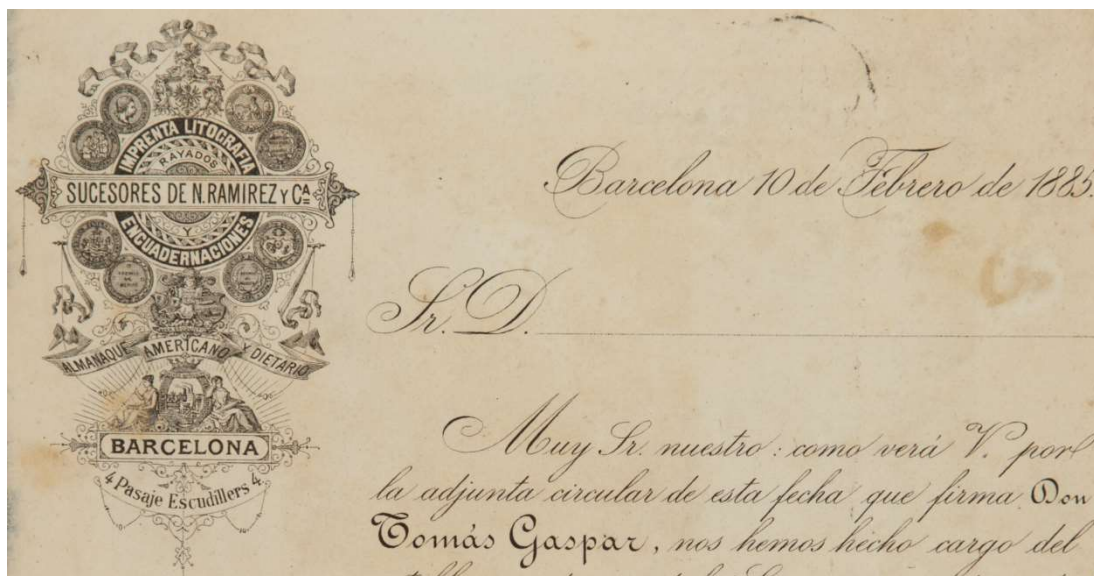 IMPRENTA LITOGRAFIA
RAYADOS
SUCESORES DE N. RAMIREZ Y Cª
Y
ENCUADERNACIONES
ALMANAQUE AMERICANO Y DIETARIO
BARCELONA
4 Pasaje Escudillers 4
Barcelona 10 de Febrero de 1885.
Sr. D.
Muy Sr. nuestro: como verá V. por
la adjunta circular de esta fecha que firma Don
Tomás Gaspar, nos hemos hecho cargo del